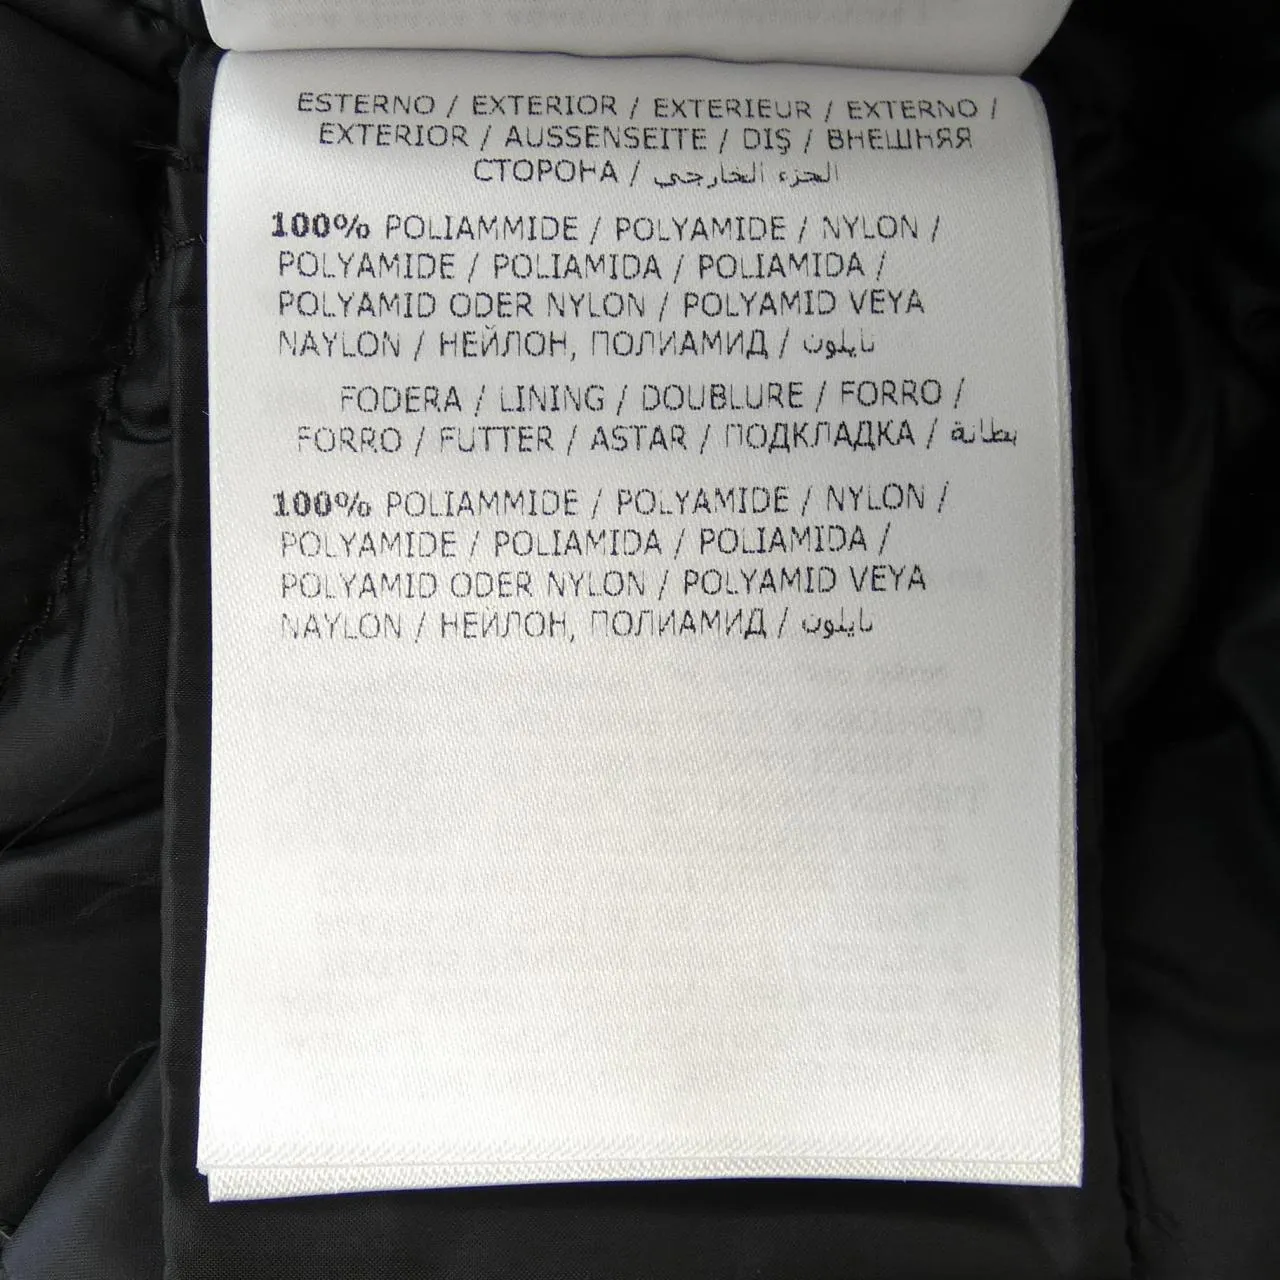 ESTERNO / EXTERIOR / EXTERIEUR / EXTERNO /
EXTERIOR / AUSSENSEITE / DIŞ / ВНЕШНЯЯ
СТОРОНА / الجزء الخارجي
100% POLIAMMIDE / POLYAMIDE / NYLON /
POLYAMIDE / POLIAMIDA / POLIAMIDA /
POLYAMID ODER NYLON / POLYAMID VEYA
NAYLON / НЕЙЛОН, ПОЛИАМИД / نايلون
FODERA / LINING / DOUBLURE / FORRO /
FORRO / FUTTER / ASTAR / ПОДКЛАДКА / بطانة
100% POLIAMMIDE / POLYAMIDE / NYLON /
POLYAMIDE / POLIAMIDA / POLIAMIDA /
POLYAMID ODER NYLON / POLYAMID VEYA
NAYLON / НЕЙЛОН, ПОЛИАМИД / نايلون